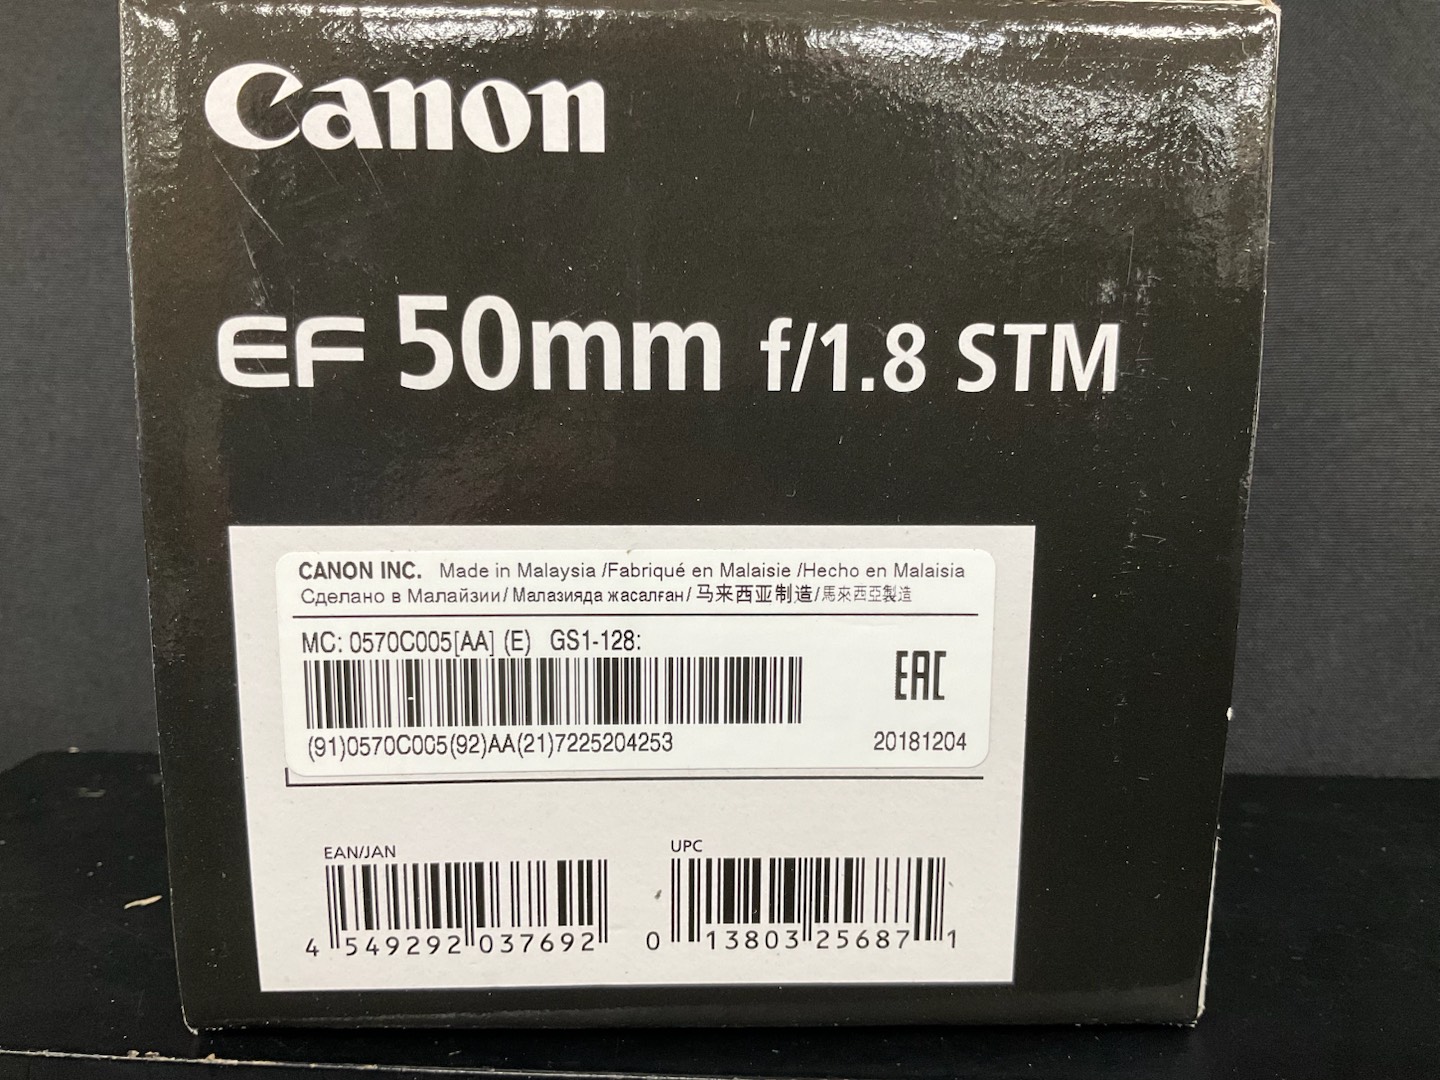 Canon
EF 50mm f/1.8 STM
CANON INC. Made in Malaysia /Fabriqué en Malaisie /Hecho en Malaisia
Сделано в Малайзии/ Малазияда жасалған/ 马来西亚制造/馬來西亞製造
MC: 0570C005[AA] (E) GS1-128:
EAC
(91)0570C005(92)AA(21)7225204253
20181204
EAN/JAN
UPC
4 549292 037692
0 13803 25687 1